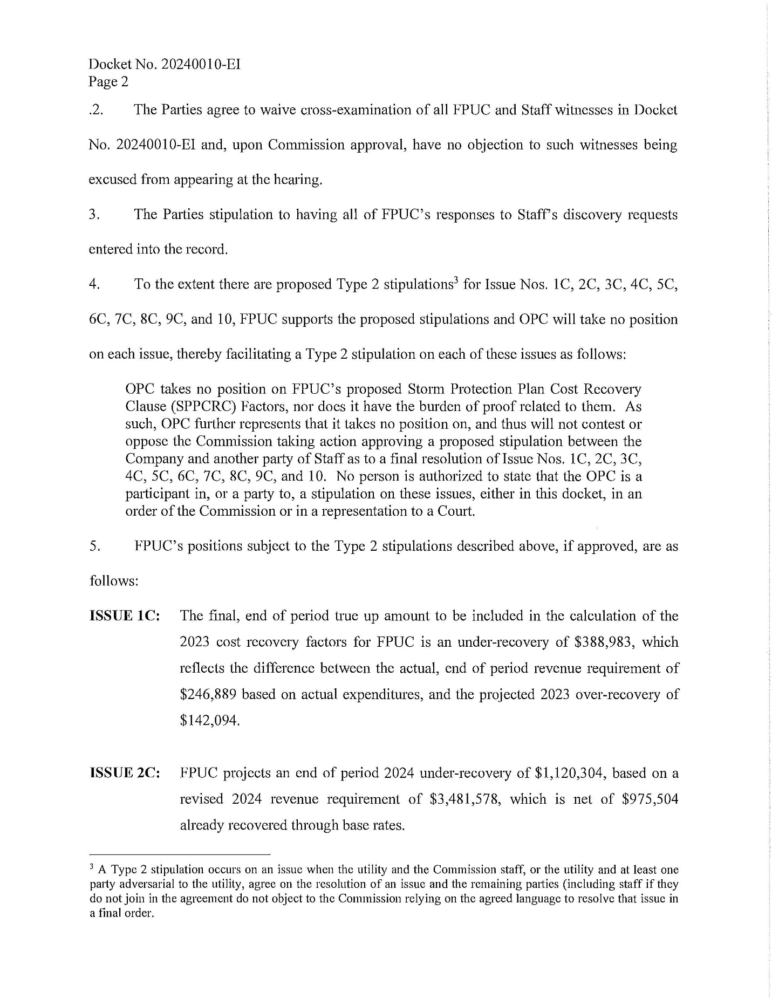 Docket No. 20240010-EI
Page 2
.2. The Parties agree to waive cross-examination of all FPUC and Staff witnesses in Docket
No. 20240010-EI and, upon Commission approval, have no objection to such witnesses being
excused from appearing at the hearing.
3. The Parties stipulation to having all of FPUC's responses to Staff's discovery requests
entered into the record.
4. To the extent there are proposed Type 2 stipulations³ for Issue Nos. 1C, 2C, 3C, 4C, 5C,
6C, 7C, 8C, 9C, and 10, FPUC supports the proposed stipulations and OPC will take no position
on each issue, thereby facilitating a Type 2 stipulation on each of these issues as follows:
OPC takes no position on FPUC's proposed Storm Protection Plan Cost Recovery
Clause (SPPCRC) Factors, nor does it have the burden of proof related to them. As
such, OPC further represents that it takes no position on, and thus will not contest or
oppose the Commission taking action approving a proposed stipulation between the
Company and another party of Staff as to a final resolution of Issue Nos. 1C, 2C, 3C,
4C, 5C, 6C, 7C, 8C, 9C, and 10. No person is authorized to state that the OPC is a
participant in, or a party to, a stipulation on these issues, either in this docket, in an
order of the Commission or in a representation to a Court.
5. FPUC's positions subject to the Type 2 stipulations described above, if approved, are as
follows:
ISSUE 1C: The final, end of period true up amount to be included in the calculation of the
2023 cost recovery factors for FPUC is an under-recovery of $388,983, which
reflects the difference between the actual, end of period revenue requirement of
$246,889 based on actual expenditures, and the projected 2023 over-recovery of
$142,094.
ISSUE 2C: FPUC projects an end of period 2024 under-recovery of $1,120,304, based on a
revised 2024 revenue requirement of $3,481,578, which is net of $975,504
already recovered through base rates.
³ A Type 2 stipulation occurs on an issue when the utility and the Commission staff, or the utility and at least one
party adversarial to the utility, agree on the resolution of an issue and the remaining parties (including staff if they
do not join in the agreement do not object to the Commission relying on the agreed language to resolve that issue in
a final order.